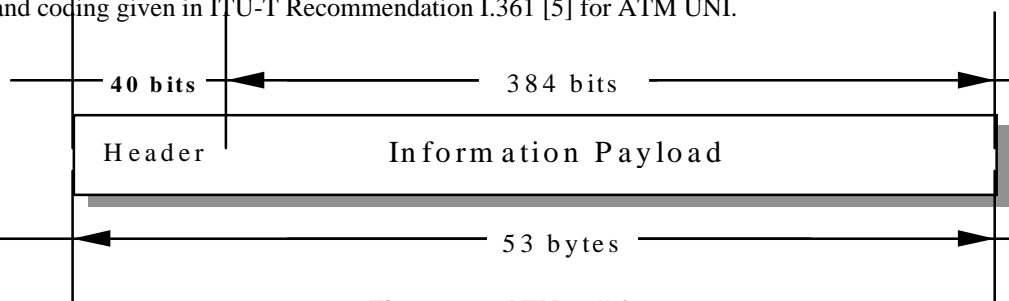 and coding given in ITU-T Recommendation I.361 [5] for ATM UNI.
40 bits 384 bits
Header Information Payload
53 bytes